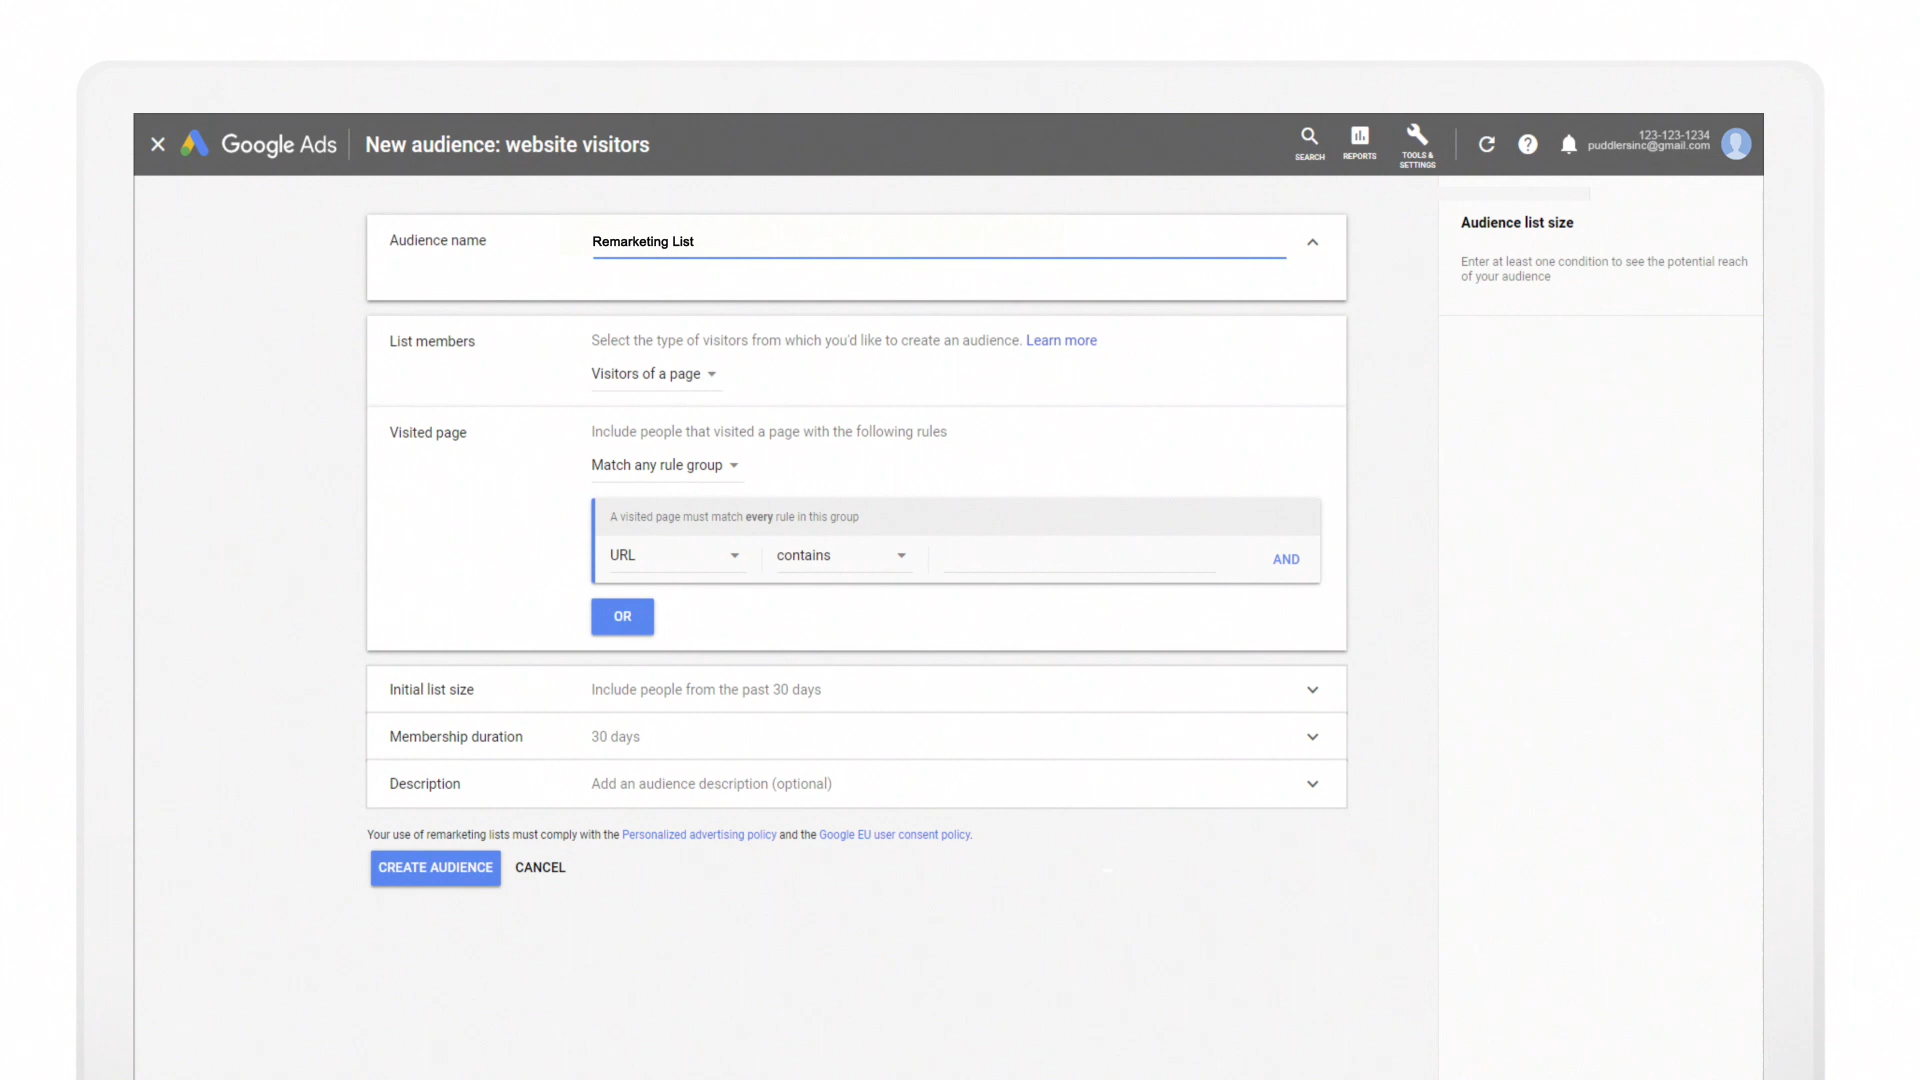 Google Ads
New audience: website visitors
SEARCH
REPORTS
TOOLS &
SETTINGS
123-123-1234
puddlersinc@gmail.com
Audience name
Remarketing List
List members
Select the type of visitors from which you'd like to create an audience. Learn more
Visitors of a page
Visited page
Include people that visited a page with the following rules
Match any rule group
A visited page must match every rule in this group
URL
contains
AND
OR
Initial list size
Include people from the past 30 days
Membership duration
30 days
Description
Add an audience description (optional)
Your use of remarketing lists must comply with the Personalized advertising policy and the Google EU user consent policy.
CREATE AUDIENCE
CANCEL
Audience list size
Enter at least one condition to see the potential reach
of your audience